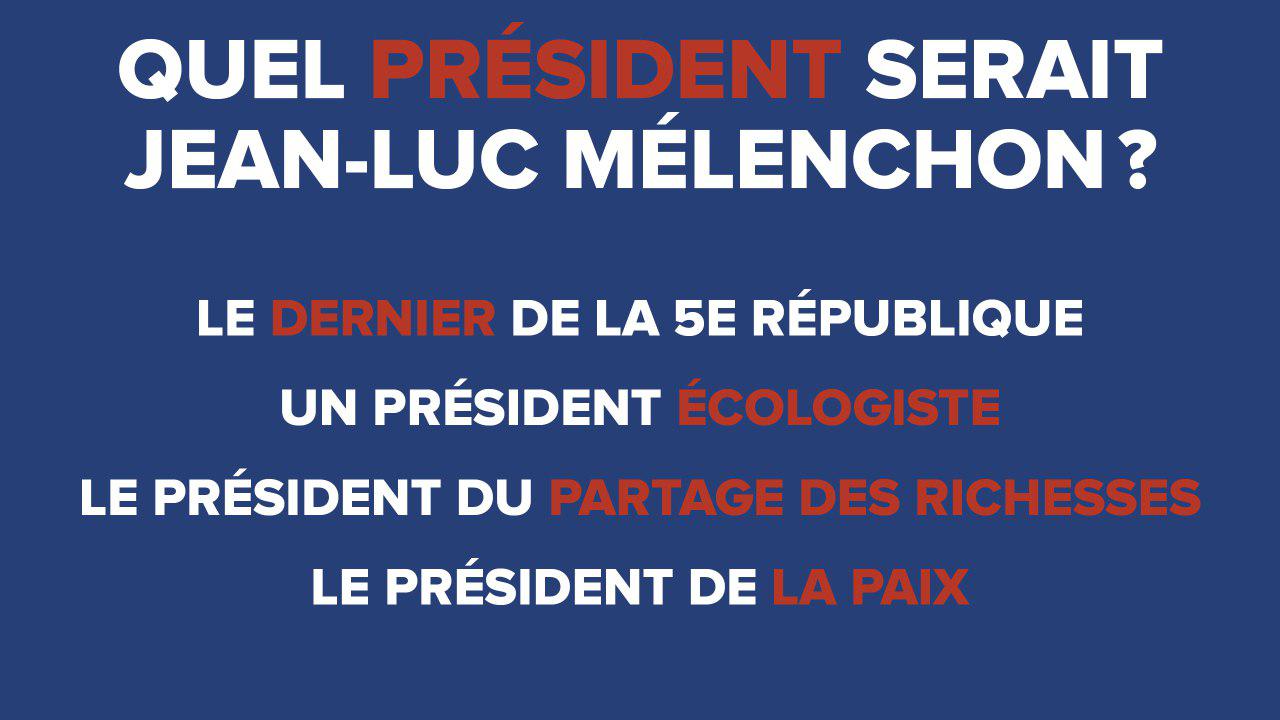 QUEL PRÉSIDENT SERAIT
JEAN-LUC MÉLENCHON ?
LE DERNIER DE LA 5E RÉPUBLIQUE
UN PRÉSIDENT ÉCOLOGISTE
LE PRÉSIDENT DU PARTAGE DES RICHESSES
LE PRÉSIDENT DE LA PAIX